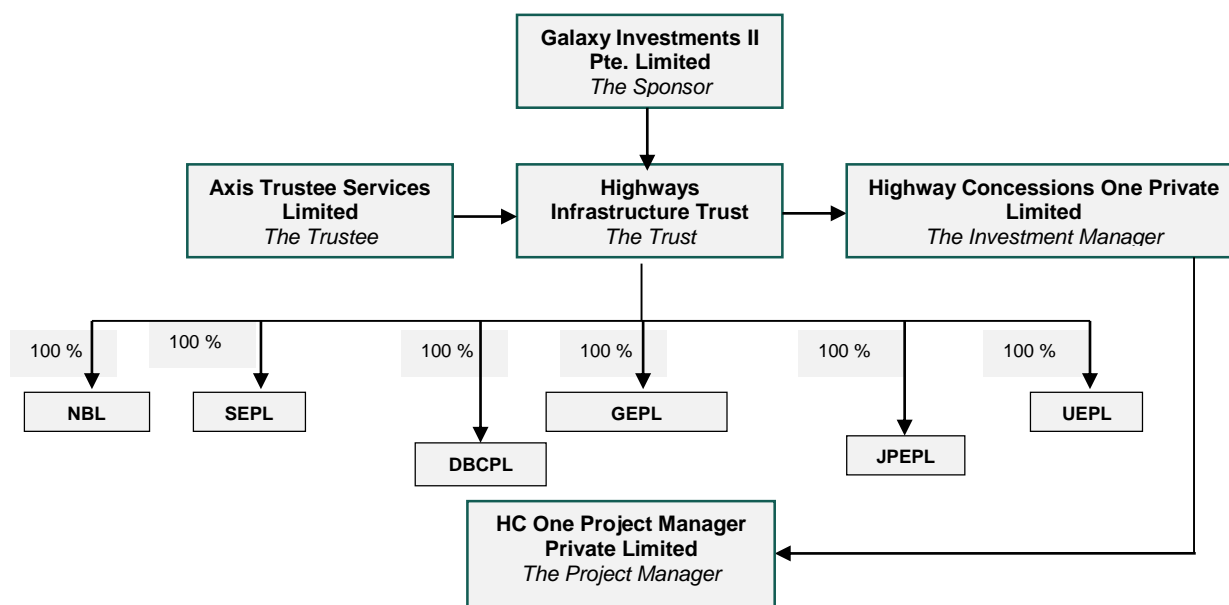 Galaxy Investments II
Pte. Limited
The Sponsor
Axis Trustee Services
Limited
The Trustee
Highways
Infrastructure Trust
The Trust
Highway Concessions One Private
Limited
The Investment Manager
100 %
100 %
100 %
100 %
100 %
100 %
NBL
SEPL
DBCPL
GEPL
JPEPL
UEPL
HC One Project Manager
Private Limited
The Project Manager